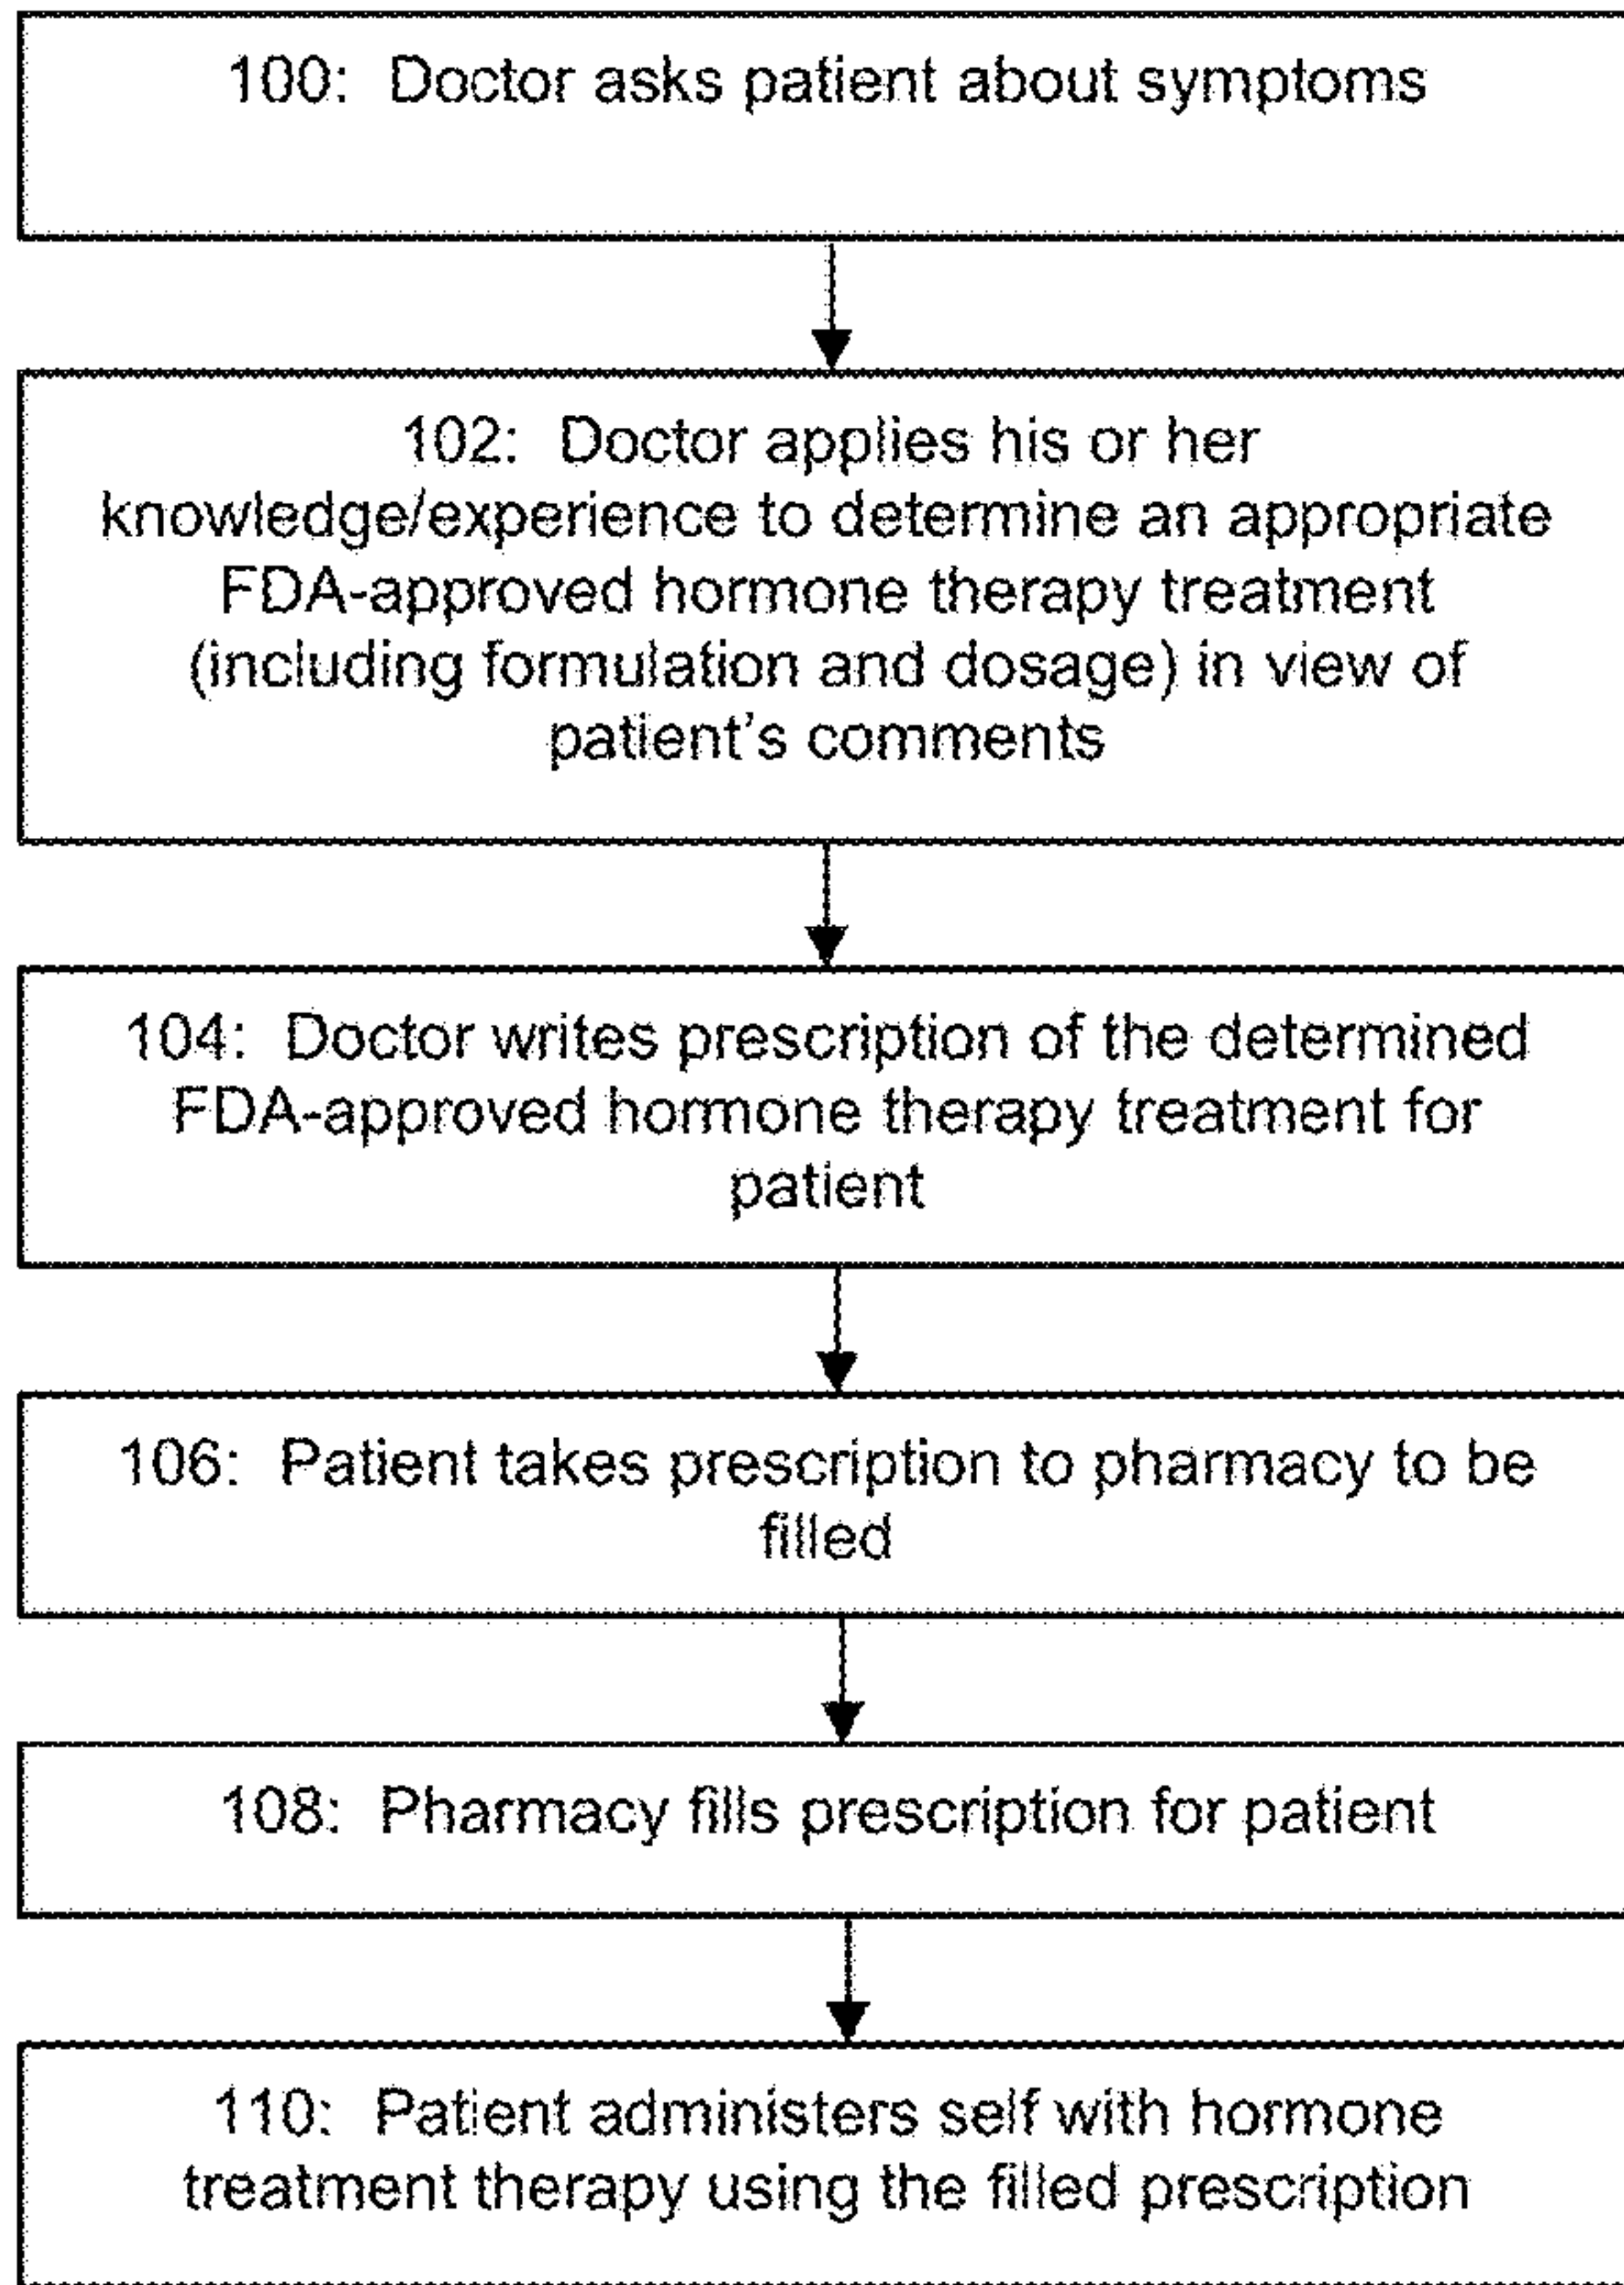 100: Doctor asks patient about symptoms
102: Doctor applies his or her
knowledge/experience to determine an appropriate
FDA-approved hormone therapy treatment
(including formulation and dosage) in view of
patient's comments
104: Doctor writes prescription of the determined
FDA-approved hormone therapy treatment for
patient
106: Patient takes prescription to pharmacy to be
filled
108: Pharmacy fills prescription for patient
110: Patient administers self with hormone
treatment therapy using the filled prescription